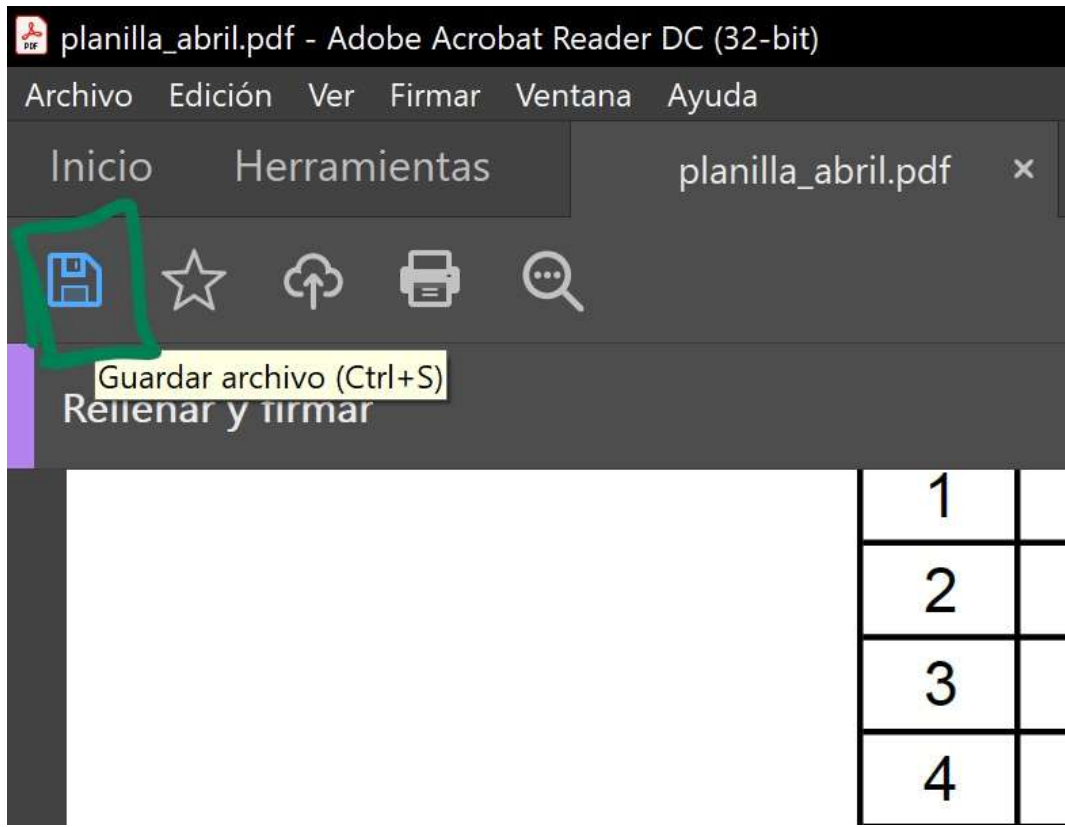 planilla_abril.pdf - Adobe Acrobat Reader DC (32-bit)
Archivo Edición Ver Firmar Ventana Ayuda
Inicio Herramientas planilla_abril.pdf ×
Guardar archivo (Ctrl+S)
Rellenar y firmar
1
2
3
4